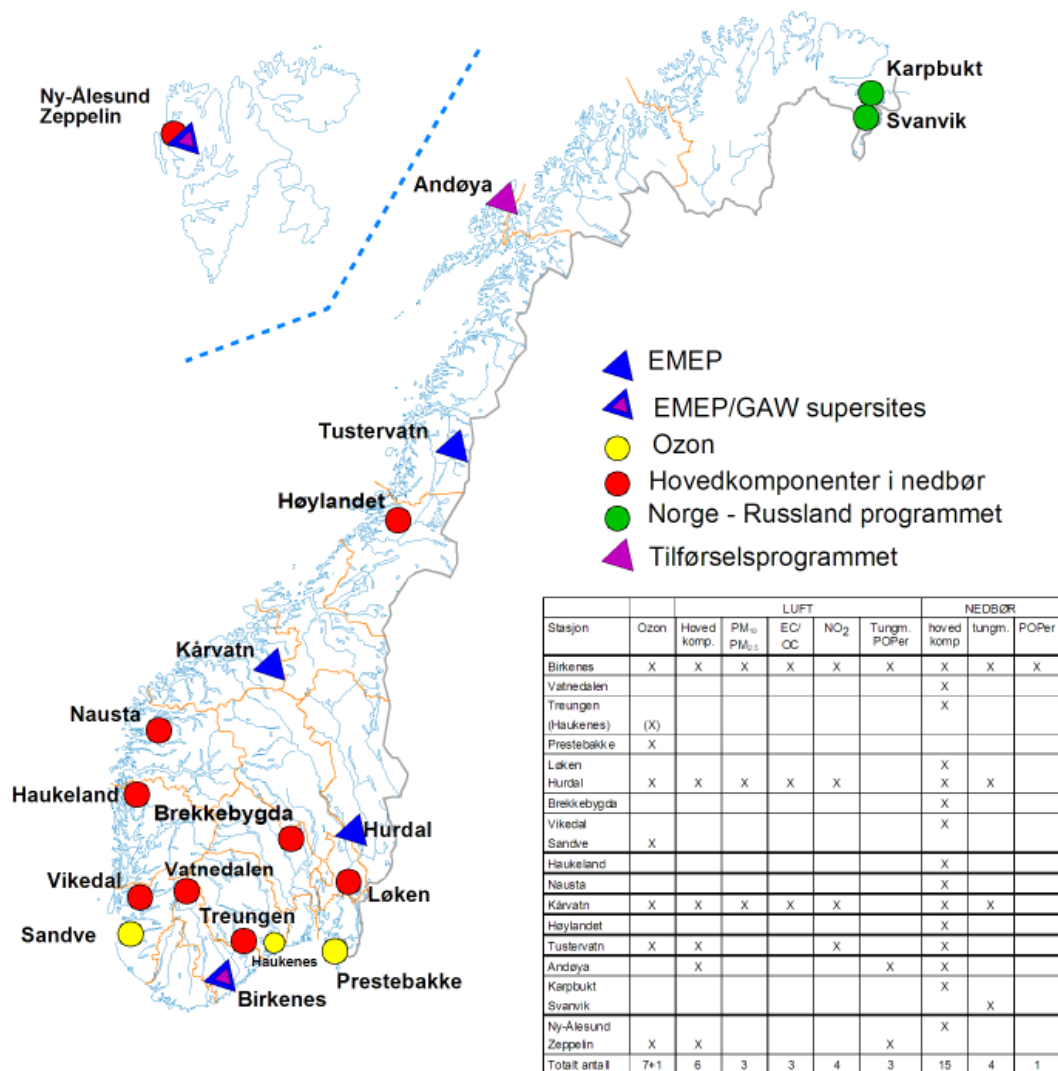 Ny-Ålesund
Zeppelin
Karpbukt
Svanvik
Andøya
EMEP
EMEP/GAW supersites
Ozon
Hovedkomponenter i nedbør
Norge - Russland programmet
Tilførselsprogrammet
Tustervatn
Høylandet
Kårvatn
Nausta
Haukeland
Brekkebygda
Hurdal
Vikedal
Vatnedalen
Løken
Treungen
Sandve
Haukenes
Prestebakke
Birkenes
LUFT NEDBØR
Stasjon Ozon Hoved komp. PM10 PM2.5 EC/ OC NO2 Tungm. POPer hoved komp tungm. POPer
Birkenes X X X X X X X X X
Vatnedalen X
Treungen X
(Haukenes) (X)
Prestebakke X
Løken X
Hurdal X X X X X X X
Brekkebygda X
Vikedal X
Sandve X
Haukeland X
Nausta X
Kårvatn X X X X X X X
Høylandet X
Tustervatn X X X X
Andøya X X X
Karpbukt X
Svanvik X
Ny-Ålesund X
Zeppelin X X X
Totalt antall 7+1 6 3 3 4 3 15 4 1